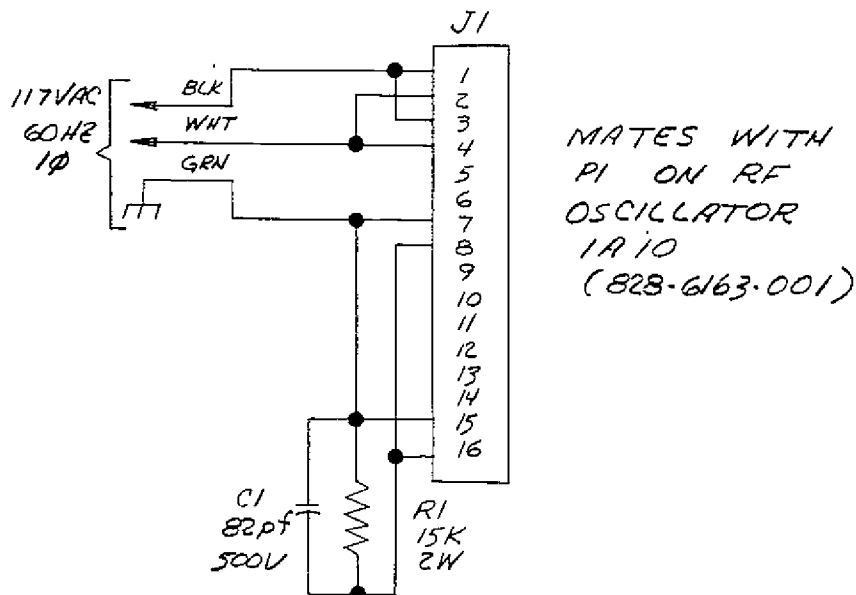 J1
117VAC
60HZ
1φ
BLK
WHT
GRN
1
2
3
4
5
6
7
8
9
10
11
12
13
14
15
16
MATES WITH
P1 ON RF
OSCILLATOR
1A10
(828-6163-001)
C1
82pf
500V
R1
15K
2W